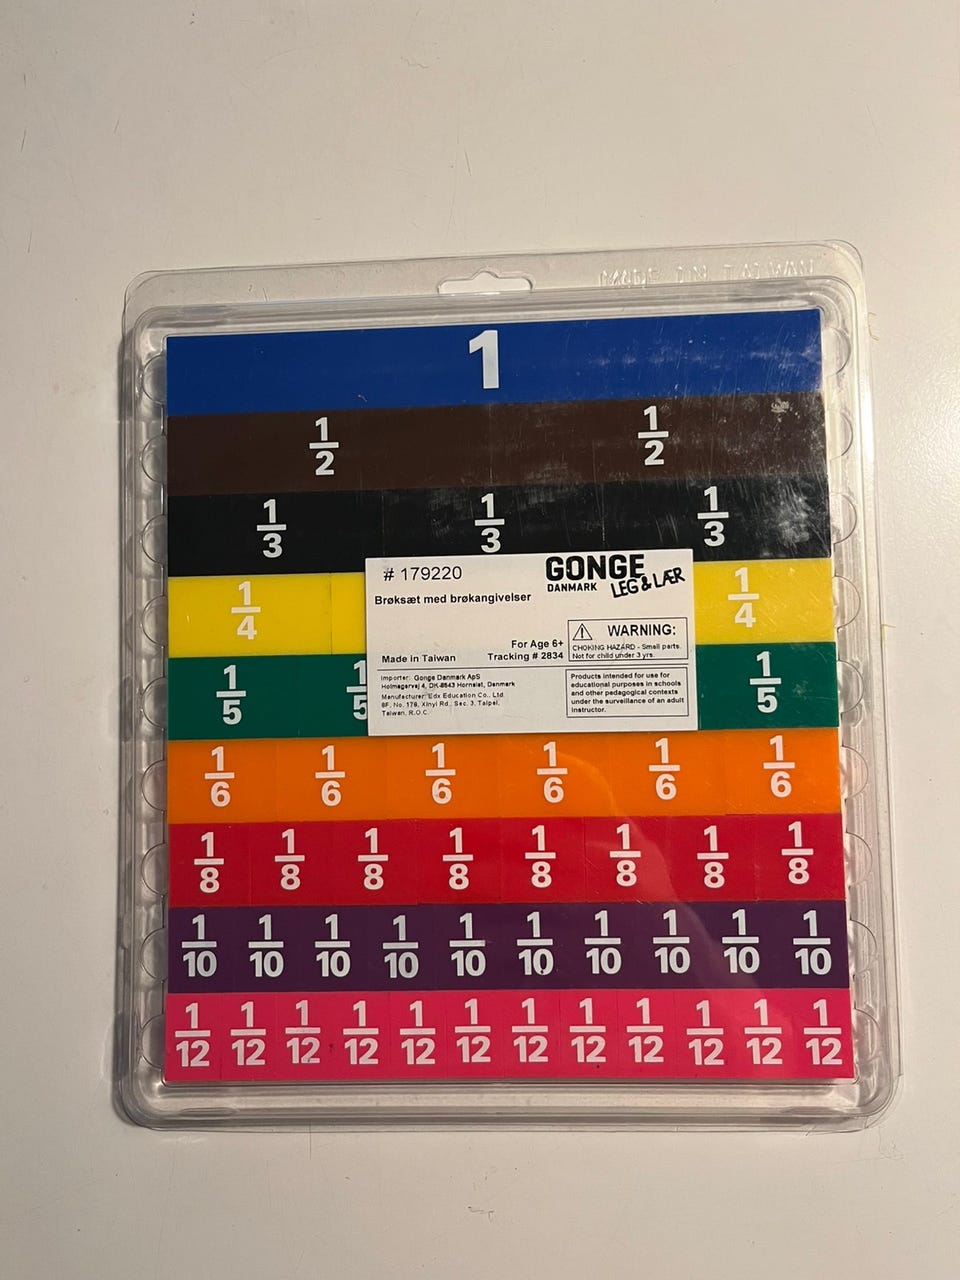 MADE IN TAIWAN
1
1/2 1/2
1/3 1/3 1/3
# 179220
GONGE
DANMARK LEG & LÆR
Brøksæt med brøkangivelser
1/4 1/4
For Age 6+
Made in Taiwan Tracking # 2834
⚠ WARNING:
CHOKING HAZARD - Small parts.
Not for child under 3 yrs.
Importer: Gonge Danmark ApS
Holmagervej 4, DK-8543 Hornslet, Danmark
Manufacturer: Edx Education Co., Ltd.
8F, No. 176, Xinyi Rd., Sec. 3, Taipei,
Taiwan, R.O.C.
Products intended for use for
educational purposes in schools
and other pedagogical contexts
under the surveillance of an adult
instructor.
1/5 1/5 1/5
1/6 1/6 1/6 1/6 1/6 1/6
1/8 1/8 1/8 1/8 1/8 1/8 1/8 1/8
1/10 1/10 1/10 1/10 1/10 1/10 1/10 1/10 1/10 1/10
1/12 1/12 1/12 1/12 1/12 1/12 1/12 1/12 1/12 1/12 1/12 1/12